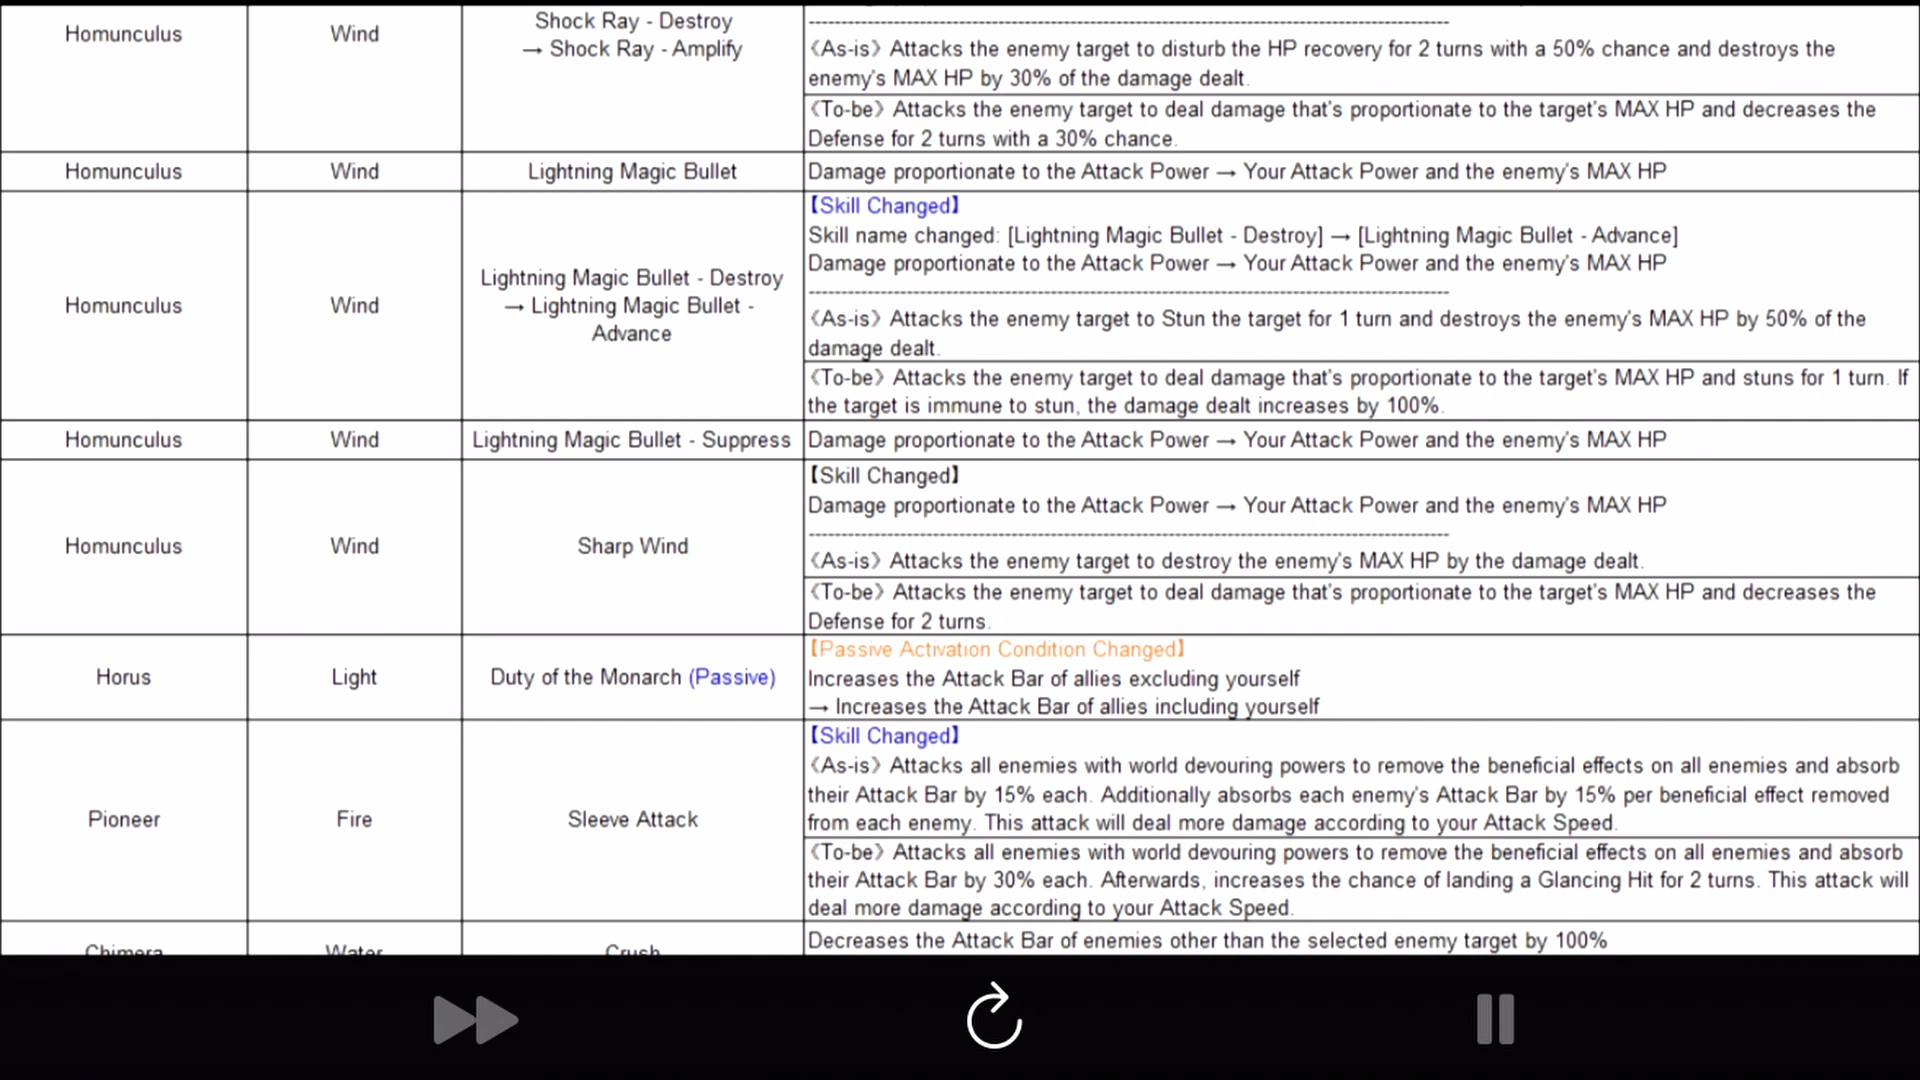 Homunculus
Wind
Shock Ray - Destroy
→ Shock Ray - Amplify
《As-is》 Attacks the enemy target to disturb the HP recovery for 2 turns with a 50% chance and destroys the
enemy's MAX HP by 30% of the damage dealt.
《To-be》 Attacks the enemy target to deal damage that's proportionate to the target's MAX HP and decreases the
Defense for 2 turns with a 30% chance.
Homunculus
Wind
Lightning Magic Bullet
Damage proportionate to the Attack Power → Your Attack Power and the enemy's MAX HP
Homunculus
Wind
Lightning Magic Bullet - Destroy
→ Lightning Magic Bullet -
Advance
【Skill Changed】
Skill name changed: [Lightning Magic Bullet - Destroy] → [Lightning Magic Bullet - Advance]
Damage proportionate to the Attack Power → Your Attack Power and the enemy's MAX HP
《As-is》 Attacks the enemy target to Stun the target for 1 turn and destroys the enemy's MAX HP by 50% of the
damage dealt.
《To-be》 Attacks the enemy target to deal damage that's proportionate to the target's MAX HP and stuns for 1 turn. If
the target is immune to stun, the damage dealt increases by 100%.
Homunculus
Wind
Lightning Magic Bullet - Suppress
Damage proportionate to the Attack Power → Your Attack Power and the enemy's MAX HP
Homunculus
Wind
Sharp Wind
【Skill Changed】
Damage proportionate to the Attack Power → Your Attack Power and the enemy's MAX HP
《As-is》 Attacks the enemy target to destroy the enemy's MAX HP by the damage dealt.
《To-be》 Attacks the enemy target to deal damage that's proportionate to the target's MAX HP and decreases the
Defense for 2 turns.
Horus
Light
Duty of the Monarch (Passive)
【Passive Activation Condition Changed】
Increases the Attack Bar of allies excluding yourself
→ Increases the Attack Bar of allies including yourself
Pioneer
Fire
Sleeve Attack
【Skill Changed】
《As-is》 Attacks all enemies with world devouring powers to remove the beneficial effects on all enemies and absorb
their Attack Bar by 15% each. Additionally absorbs each enemy's Attack Bar by 15% per beneficial effect removed
from each enemy. This attack will deal more damage according to your Attack Speed.
《To-be》 Attacks all enemies with world devouring powers to remove the beneficial effects on all enemies and absorb
their Attack Bar by 30% each. Afterwards, increases the chance of landing a Glancing Hit for 2 turns. This attack will
deal more damage according to your Attack Speed.
Chimera
Water
Crush
Decreases the Attack Bar of enemies other than the selected enemy target by 100%